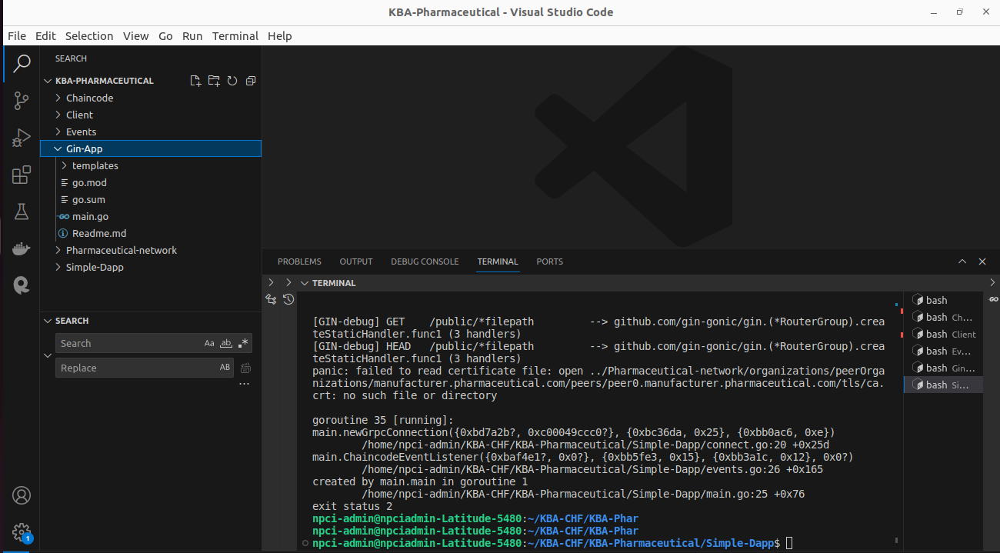 KBA-Pharmaceutical - Visual Studio Code
File Edit Selection View Go Run Terminal Help
SEARCH
KBA-PHARMACEUTICAL
Chaincode
Client
Events
Gin-App
templates
go.mod
go.sum
main.go
Readme.md
Pharmaceutical-network
Simple-Dapp
SEARCH
Search Aa ab .*
Replace AB
...
1
PROBLEMS OUTPUT DEBUG CONSOLE TERMINAL PORTS
TERMINAL
[GIN-debug] GET    /public/*filepath         --> github.com/gin-gonic/gin.(*RouterGroup).crea
teStaticHandler.func1 (3 handlers)
[GIN-debug] HEAD   /public/*filepath         --> github.com/gin-gonic/gin.(*RouterGroup).crea
teStaticHandler.func1 (3 handlers)
panic: failed to read certificate file: open ../Pharmaceutical-network/organizations/peerOrga
nizations/manufacturer.pharmaceutical.com/peers/peer0.manufacturer.pharmaceutical.com/tls/ca.
crt: no such file or directory
goroutine 35 [running]:
main.newGrpcConnection({0xbd7a2b?, 0xc00049ccc0?}, {0xbc36da, 0x25}, {0xbb0ac6, 0xe})
/home/npci-admin/KBA-CHF/KBA-Pharmaceutical/Simple-Dapp/connect.go:20 +0x25d
main.ChaincodeEventListener({0xbaf4e1?, 0x0?}, {0xbb5fe3, 0x15}, {0xbb3a1c, 0x12}, 0x0?)
/home/npci-admin/KBA-CHF/KBA-Pharmaceutical/Simple-Dapp/events.go:26 +0x165
created by main.main in goroutine 1
/home/npci-admin/KBA-CHF/KBA-Pharmaceutical/Simple-Dapp/main.go:25 +0x76
exit status 2
npci-admin@npciadmin-Latitude-5480:~/KBA-CHF/KBA-Phar
npci-admin@npciadmin-Latitude-5480:~/KBA-CHF/KBA-Phar
npci-admin@npciadmin-Latitude-5480:~/KBA-CHF/KBA-Pharmaceutical/Simple-Dapp$
bash
bash Ch...
bash Client
bash Ev...
bash Gin...
bash Si...
GO